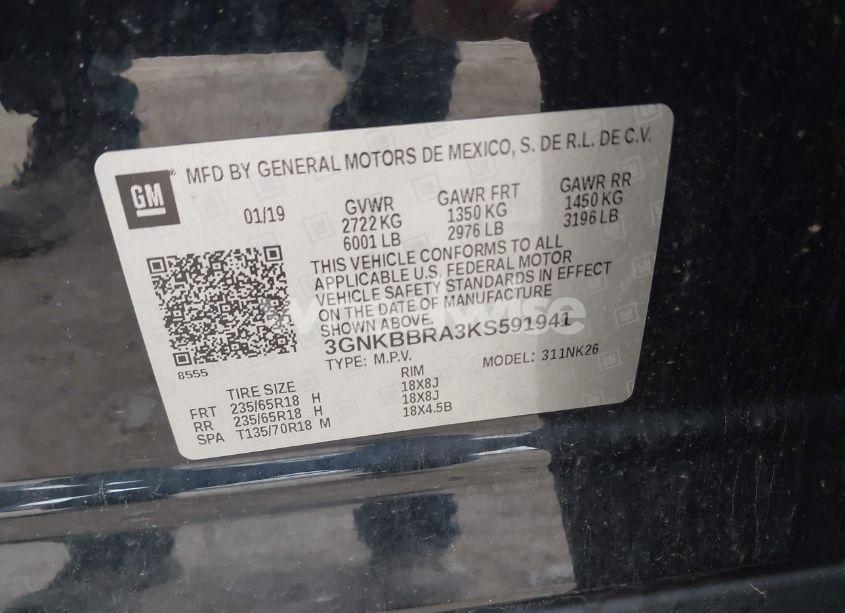 GM
MFD BY GENERAL MOTORS DE MEXICO, S. DE R.L. DE C.V.
01/19
GVWR GAWR FRT GAWR RR
2722 KG 1350 KG 1450 KG
6001 LB 2976 LB 3196 LB
THIS VEHICLE CONFORMS TO ALL
APPLICABLE U.S. FEDERAL MOTOR
VEHICLE SAFETY STANDARDS IN EFFECT
ON THE DATE OF MANUFACTURE
SHOWN ABOVE.
3GNKBBRA3KS591941
8555
TYPE: M.P.V. MODEL: 311NK26
TIRE SIZE RIM
FRT 235/65R18 H 18X8J
RR 235/65R18 H 18X8J
SPA T135/70R18 M 18X4.5B